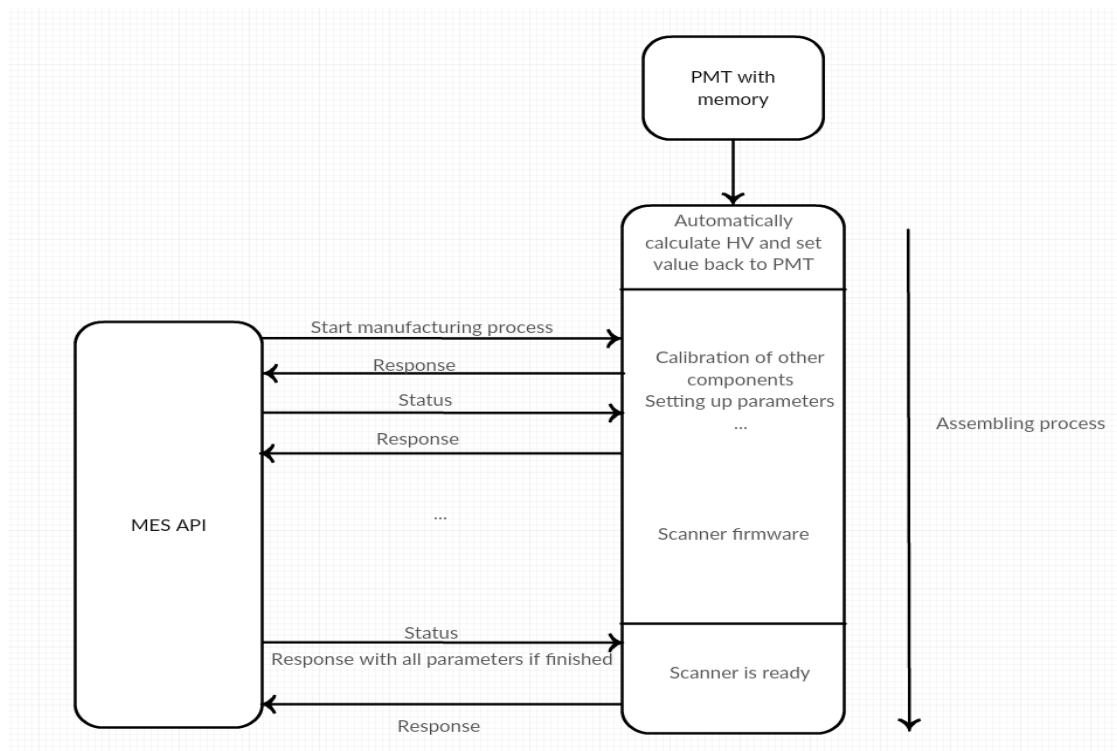 PMT with
memory
Automatically
calculate HV and set
value back to PMT
Start manufacturing process
Response
Status
Response
...
Calibration of other
components
Setting up parameters
...
Assembling process
MES API
Scanner firmware
Status
Response with all parameters if finished
Response
Scanner is ready